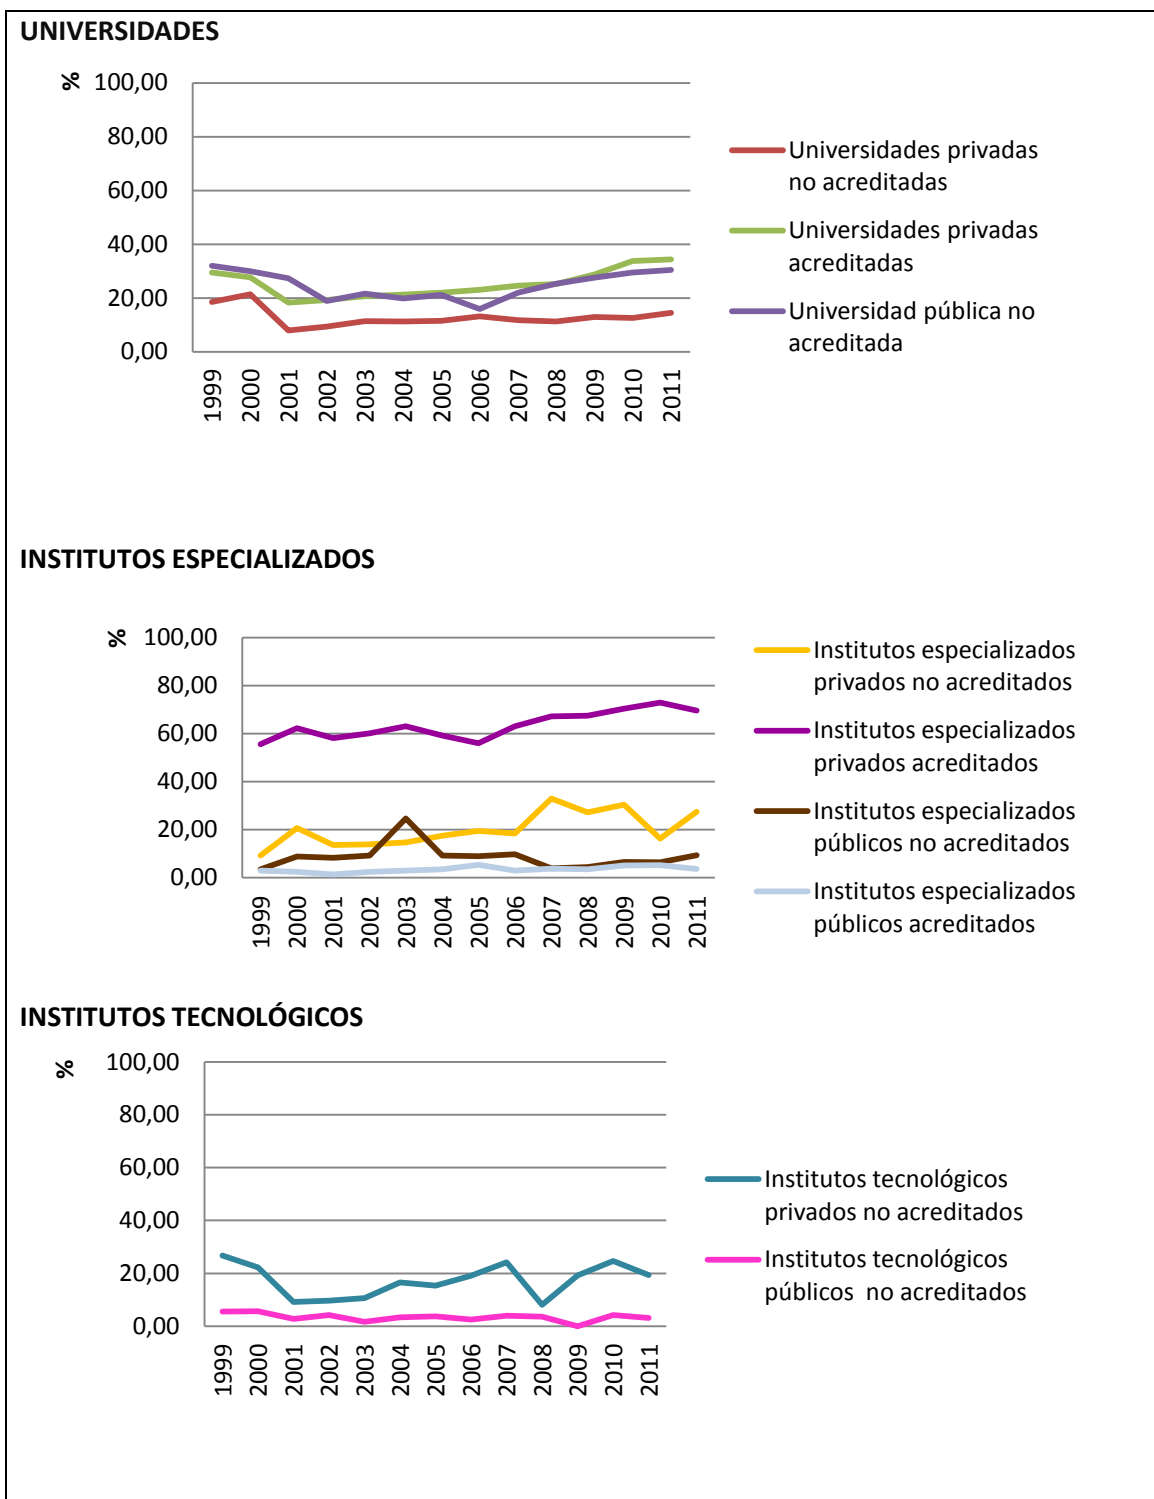 UNIVERSIDADES
%
100,00
80,00
60,00
40,00
20,00
0,00
1999
2000
2001
2002
2003
2004
2005
2006
2007
2008
2009
2010
2011
Universidades privadas
no acreditadas
Universidades privadas
acreditadas
Universidad pública no
acreditada
INSTITUTOS ESPECIALIZADOS
%
100,00
80,00
60,00
40,00
20,00
0,00
1999
2000
2001
2002
2003
2004
2005
2006
2007
2008
2009
2010
2011
Institutos especializados
privados no acreditados
Institutos especializados
privados acreditados
Institutos especializados
públicos no acreditados
Institutos especializados
públicos acreditados
INSTITUTOS TECNOLÓGICOS
%
100,00
80,00
60,00
40,00
20,00
0,00
1999
2000
2001
2002
2003
2004
2005
2006
2007
2008
2009
2010
2011
Institutos tecnológicos
privados no acreditados
Institutos tecnológicos
públicos  no acreditados